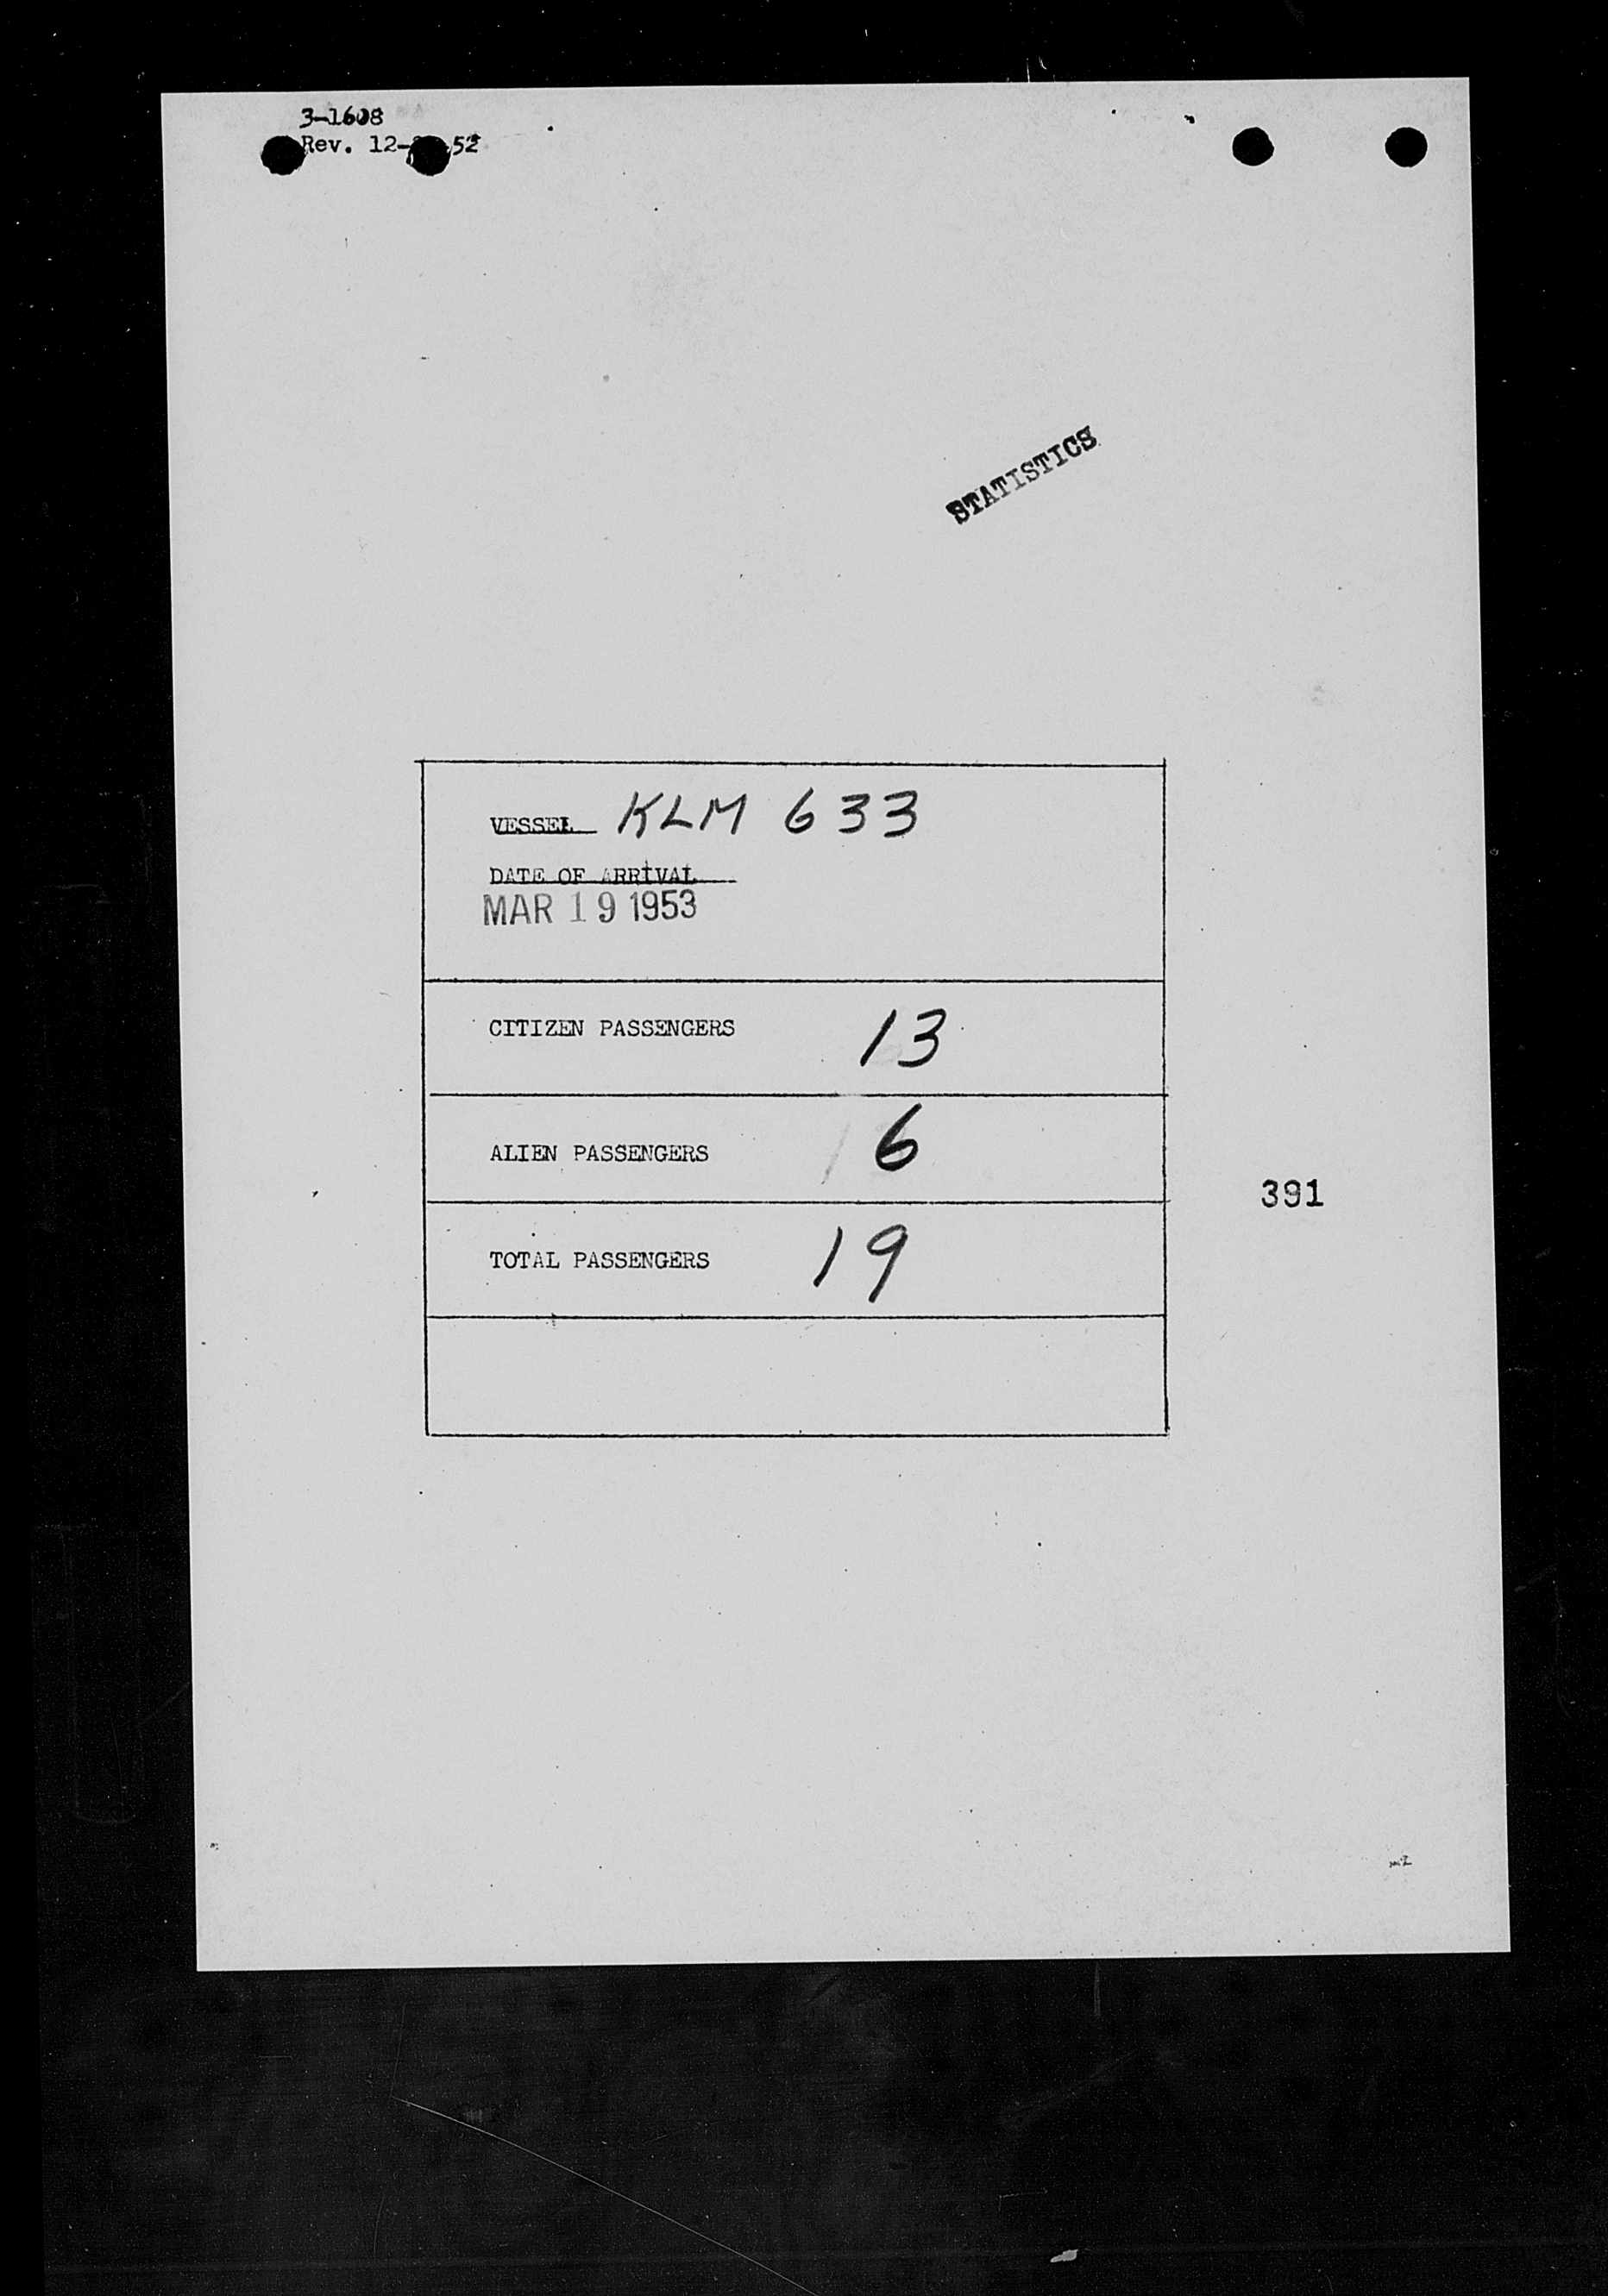 3-1608
Rev. 12- 52
STATISTICS
VESSEL KLM 633
DATE OF ARRIVAL
MAR 19 1953
CITIZEN PASSENGERS 13
ALIEN PASSENGERS 6
391
TOTAL PASSENGERS 19